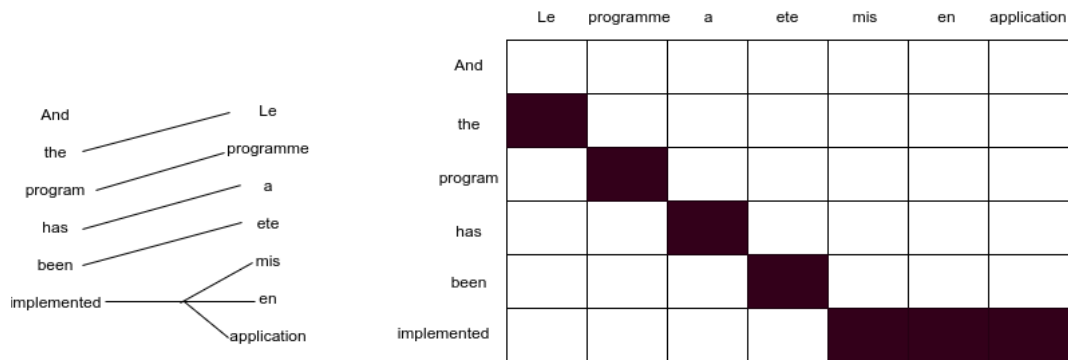 And Le
the programme
program a
has ete
been mis
implemented en
application
Le programme a ete mis en application
And
the
program
has
been
implemented